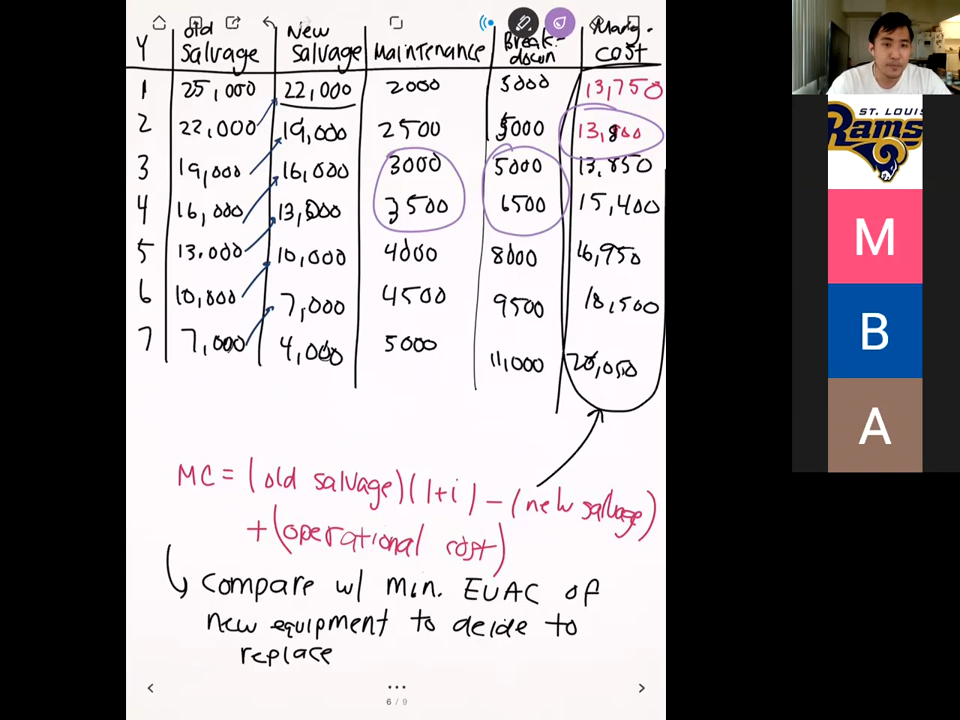 Y | old Salvage | New Salvage | Maintenance | Break-down | Marg. cost
1 | 25,000 | 22,000 | 2000 | 5000 | 13,750
2 | 22,000 | 19,000 | 2500 | 5000 | 13,800
3 | 19,000 | 16,000 | 3000 | 5000 | 13,850
4 | 16,000 | 13,000 | 3500 | 6500 | 15,400
5 | 13,000 | 10,000 | 4000 | 8000 | 16,950
6 | 10,000 | 7,000 | 4500 | 9500 | 18,500
7 | 7,000 | 4,000 | 5000 | 11,000 | 20,050
MC = (old salvage)(1+i) - (new salvage)
+ (operational cost)
Compare w/ min. EUAC of
new equipment to decide to
replace
6 / 9
ST. LOUIS
Rams
M
B
A